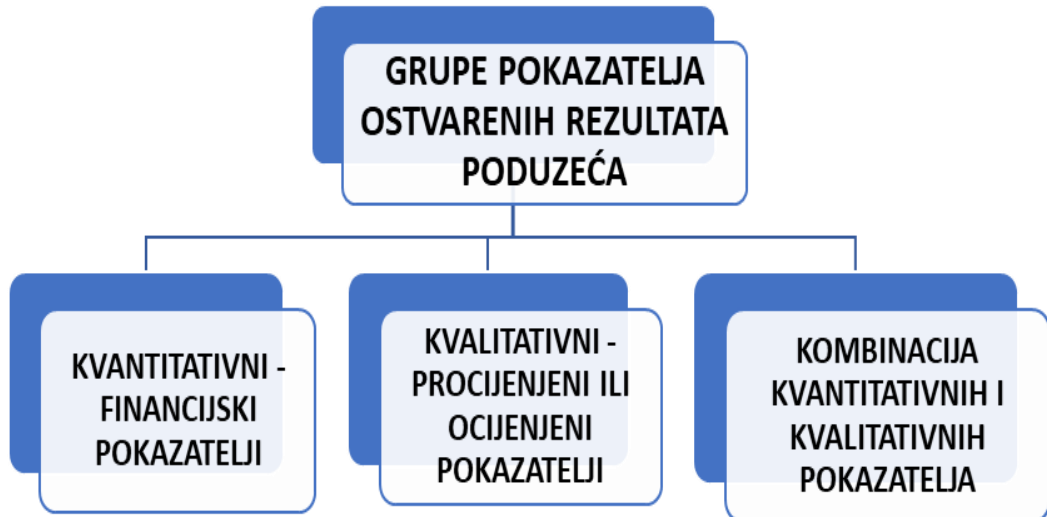 GRUPE POKAZATELJA
OSTVARENIH REZULTATA
PODUZEĆA
KVANTITATIVNI -
FINANCIJSKI
POKAZATELJI
KVALITATIVNI -
PROCIJENJENI ILI
OCIJENJENI
POKAZATELJI
KOMBINACIJA
KVANTITATIVNIH I
KVALITATIVNIH
POKAZATELJA